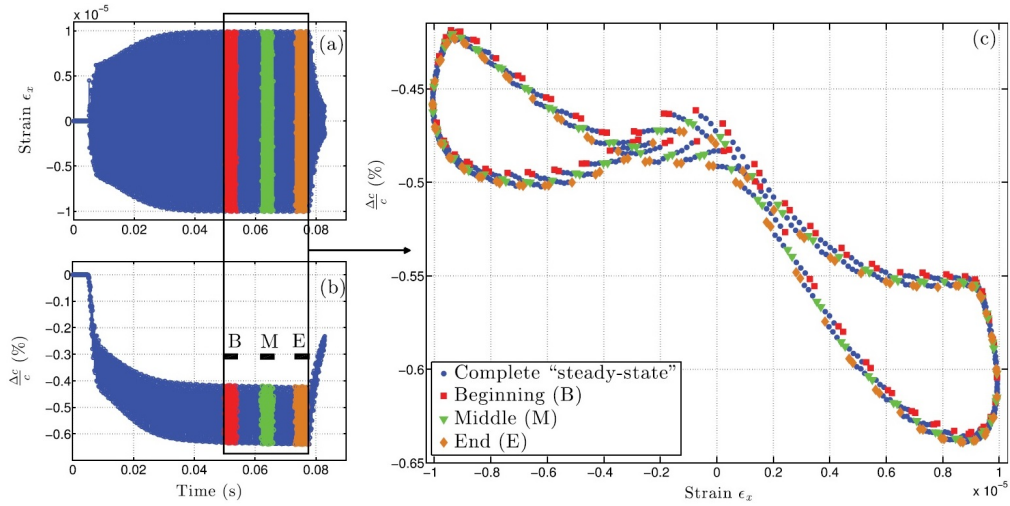 × 10⁻⁵
1
0.5
0
−0.5
−1
Strain ϵₓ
(a)
0 0.02 0.04 0.06 0.08
0
−0.1
−0.2
−0.3
−0.4
−0.5
−0.6
Δc/c (%)
(b)
B M E
0 0.02 0.04 0.06 0.08
Time (s)
(c)
−0.45
−0.5
−0.55
−0.6
−0.65
Δc/c (%)
Complete “steady-state”
Beginning (B)
Middle (M)
End (E)
−1 −0.8 −0.6 −0.4 −0.2 0 0.2 0.4 0.6 0.8 1
Strain ϵₓ
x 10⁻⁵